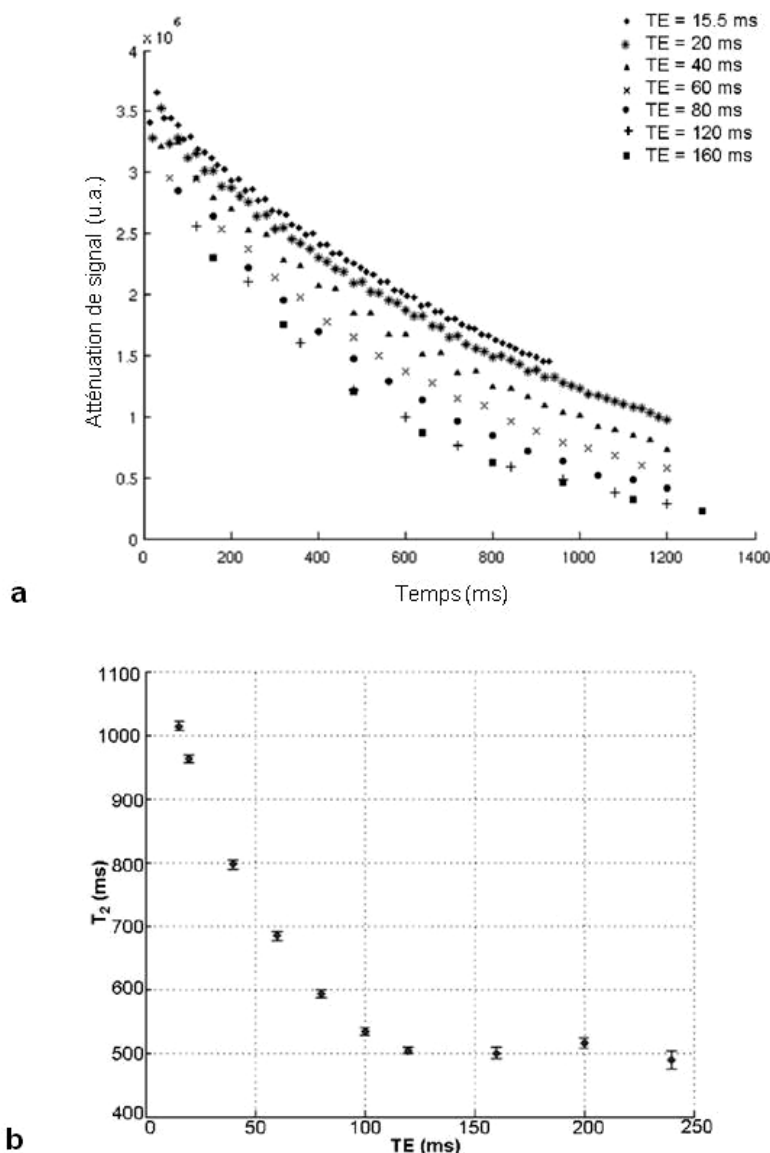 × 10⁶
4
3.5
3
2.5
2
1.5
1
0.5
0
Atténuation de signal (u.a.)
TE = 15.5 ms
TE = 20 ms
TE = 40 ms
TE = 60 ms
TE = 80 ms
TE = 120 ms
TE = 160 ms
0 200 400 600 800 1000 1200 1400
Temps (ms)
a
1100
1000
900
800
700
600
500
400
T2 (ms)
0 50 100 150 200 250
TE (ms)
b